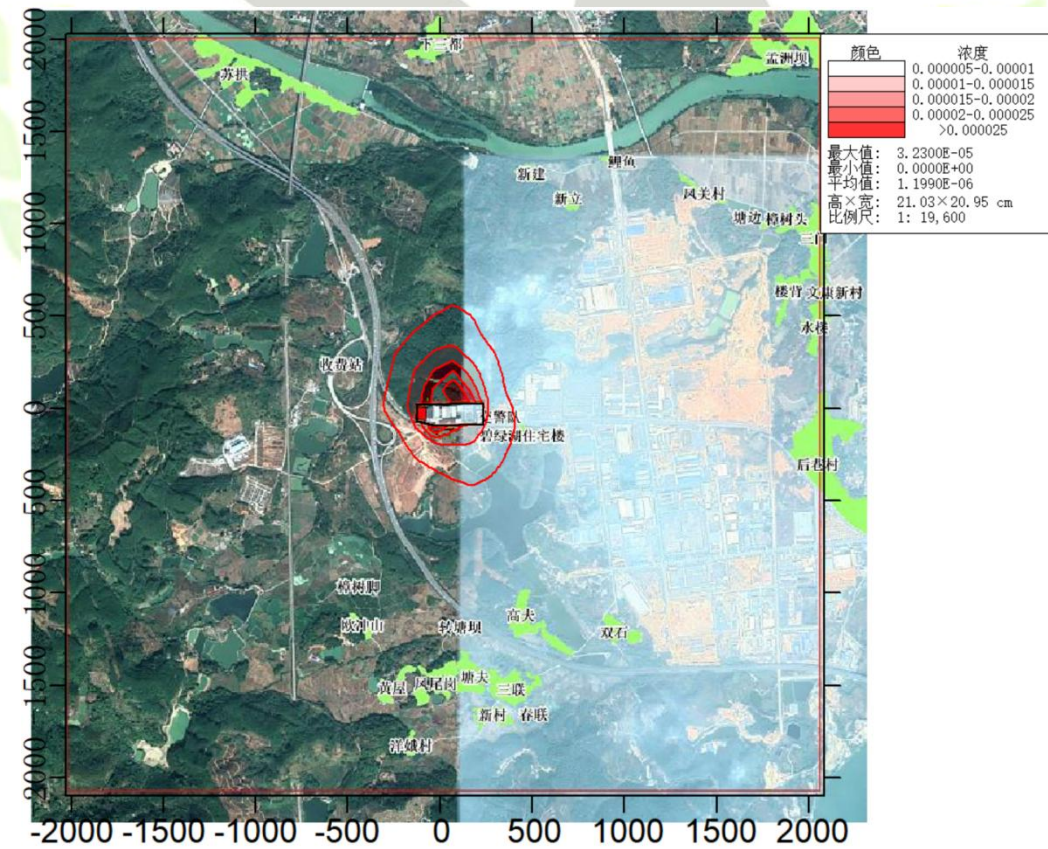 颜色 浓度
0.000005-0.00001
0.00001-0.000015
0.000015-0.00002
0.00002-0.000025
>0.000025
最大值: 3.2300E-05
最小值: 0.0000E+00
平均值: 1.1990E-06
高×宽: 21.03×20.95 cm
比例尺: 1: 19,600
下三都
孟洲坝
苏拱
新建
鲤鱼
新立
凤关村
塘边
樟树头
三门
楼背
文康新村
水楼
收费站
交警队
碧绿湖住宅楼
后巷村
樟树脚
高夫
转塘坝
双石
黄屋
凤尾岗
塘夫
三联
新村
春联
洋娥村
2000
1500
1000
500
0
500
1000
1500
2000
-2000 -1500 -1000 -500 0 500 1000 1500 2000